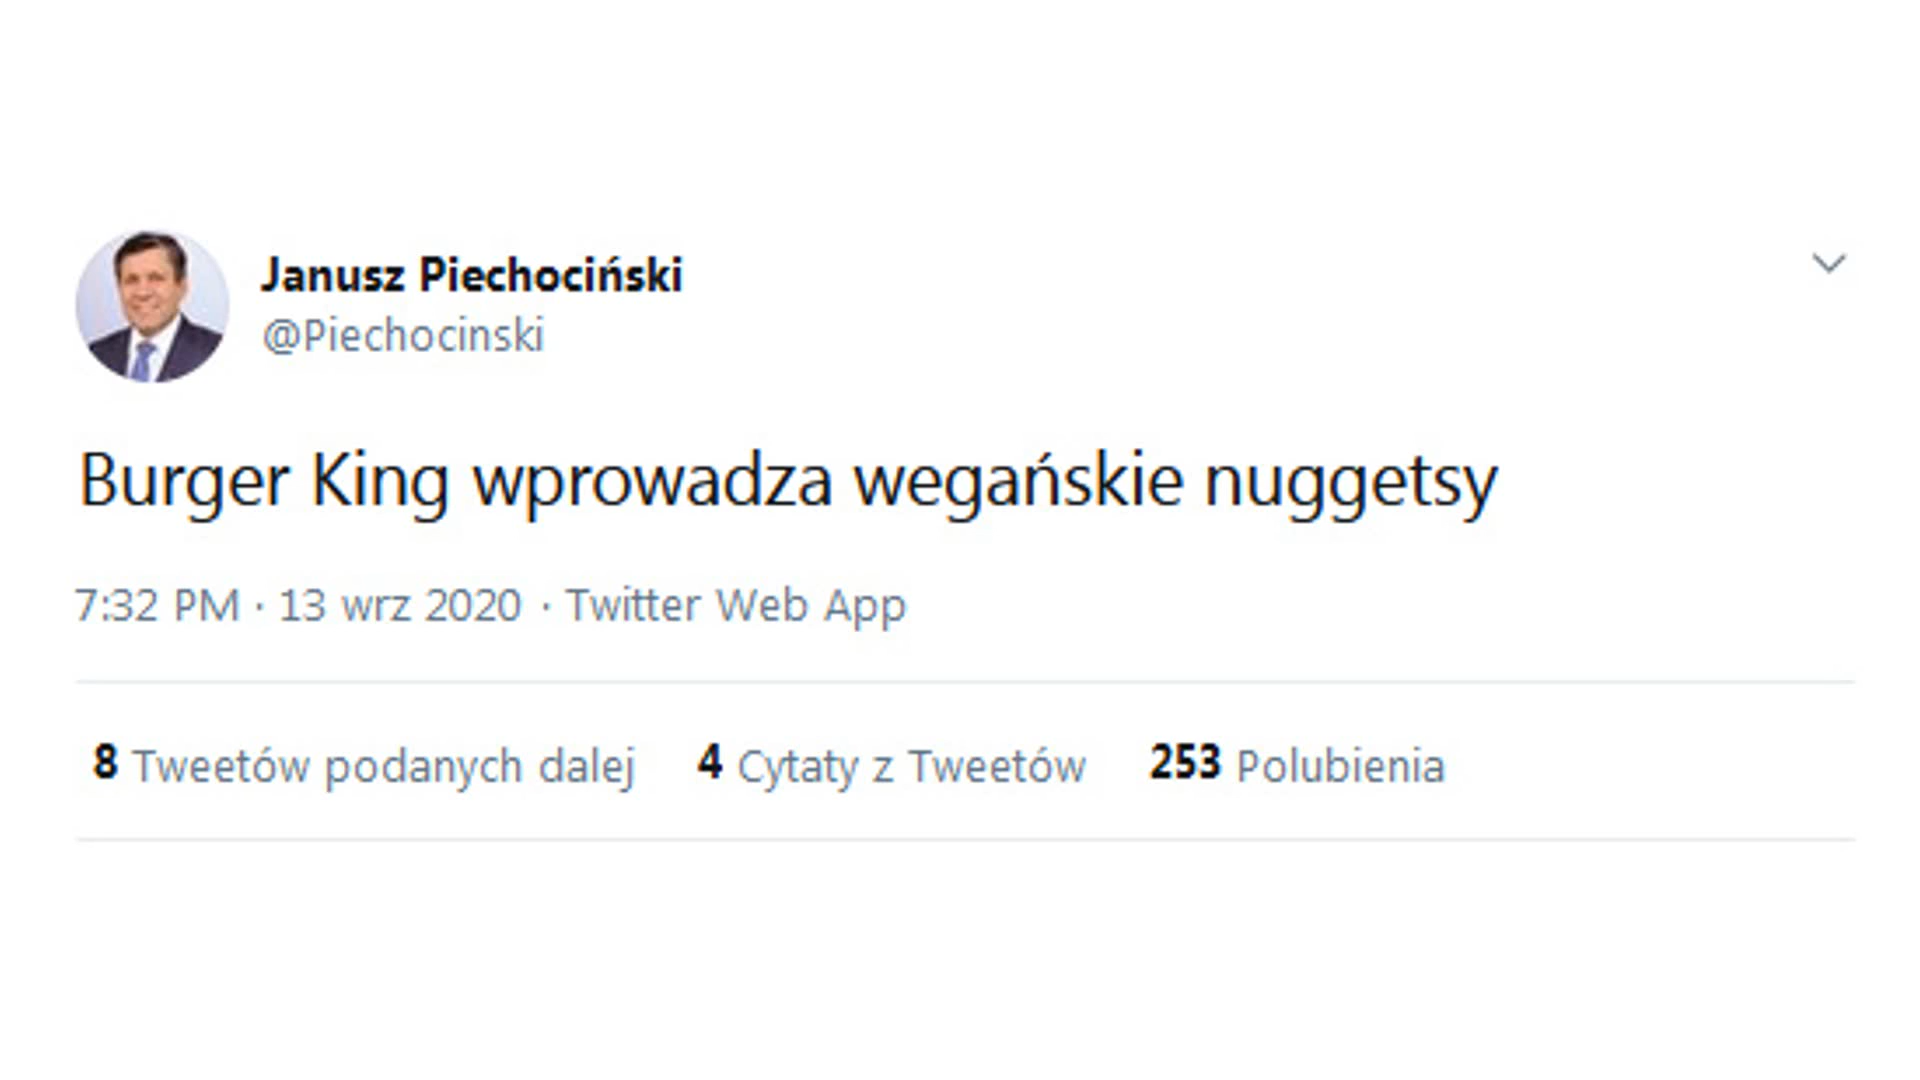 Janusz Piechociński
@Piechocinski
Burger King wprowadza wegańskie nuggetsy
7:32 PM · 13 wrz 2020 · Twitter Web App
8 Tweetów podanych dalej 4 Cytaty z Tweetów 253 Polubienia